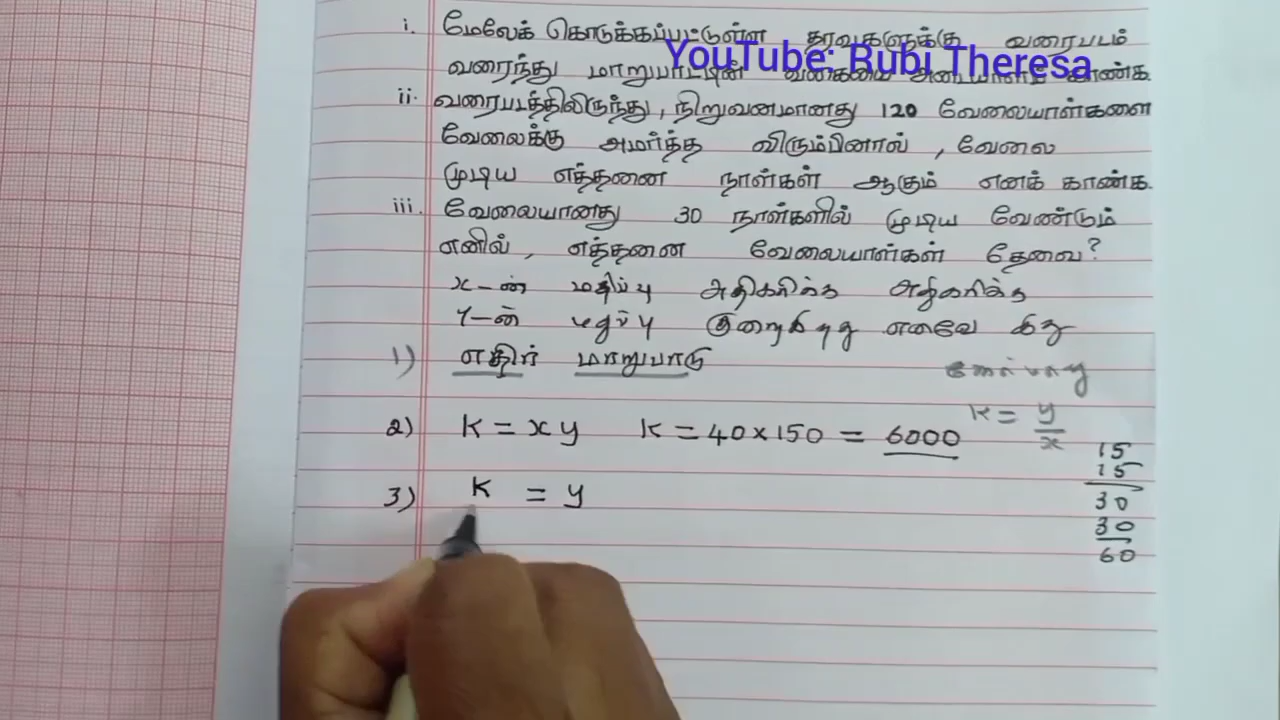 i. மேலேக் கொடுக்கப்பட்டுள்ள தரவுகளுக்கு வரைபடம்
YouTube: Rubi Theresa
வரைந்து மாறுபாட்டின் வகையை அடையாளம் காண்க
ii. வரைபடத்திலிருந்து, நிறுவனமானது 120 வேலையாள்களை
வேலைக்கு அமர்த்த விரும்பினால், வேலை
முடிய எத்தனை நாள்கள் ஆகும் எனக் காண்க.
iii. வேலையானது 30 நாள்களில் முடிய வேண்டும்
எனில், எத்தனை வேலையாள்கள் தேவை?
x-ன் மதிப்பு அதிகரிக்க அதிகரிக்க
y-ன் மதிப்பு குறைகிறது எனவே இது
1) எதிர் மாறுபாடு
2) K = xy K = 40 × 150 = 6000
K = y/x
3) K = y
15
15
30
30
60